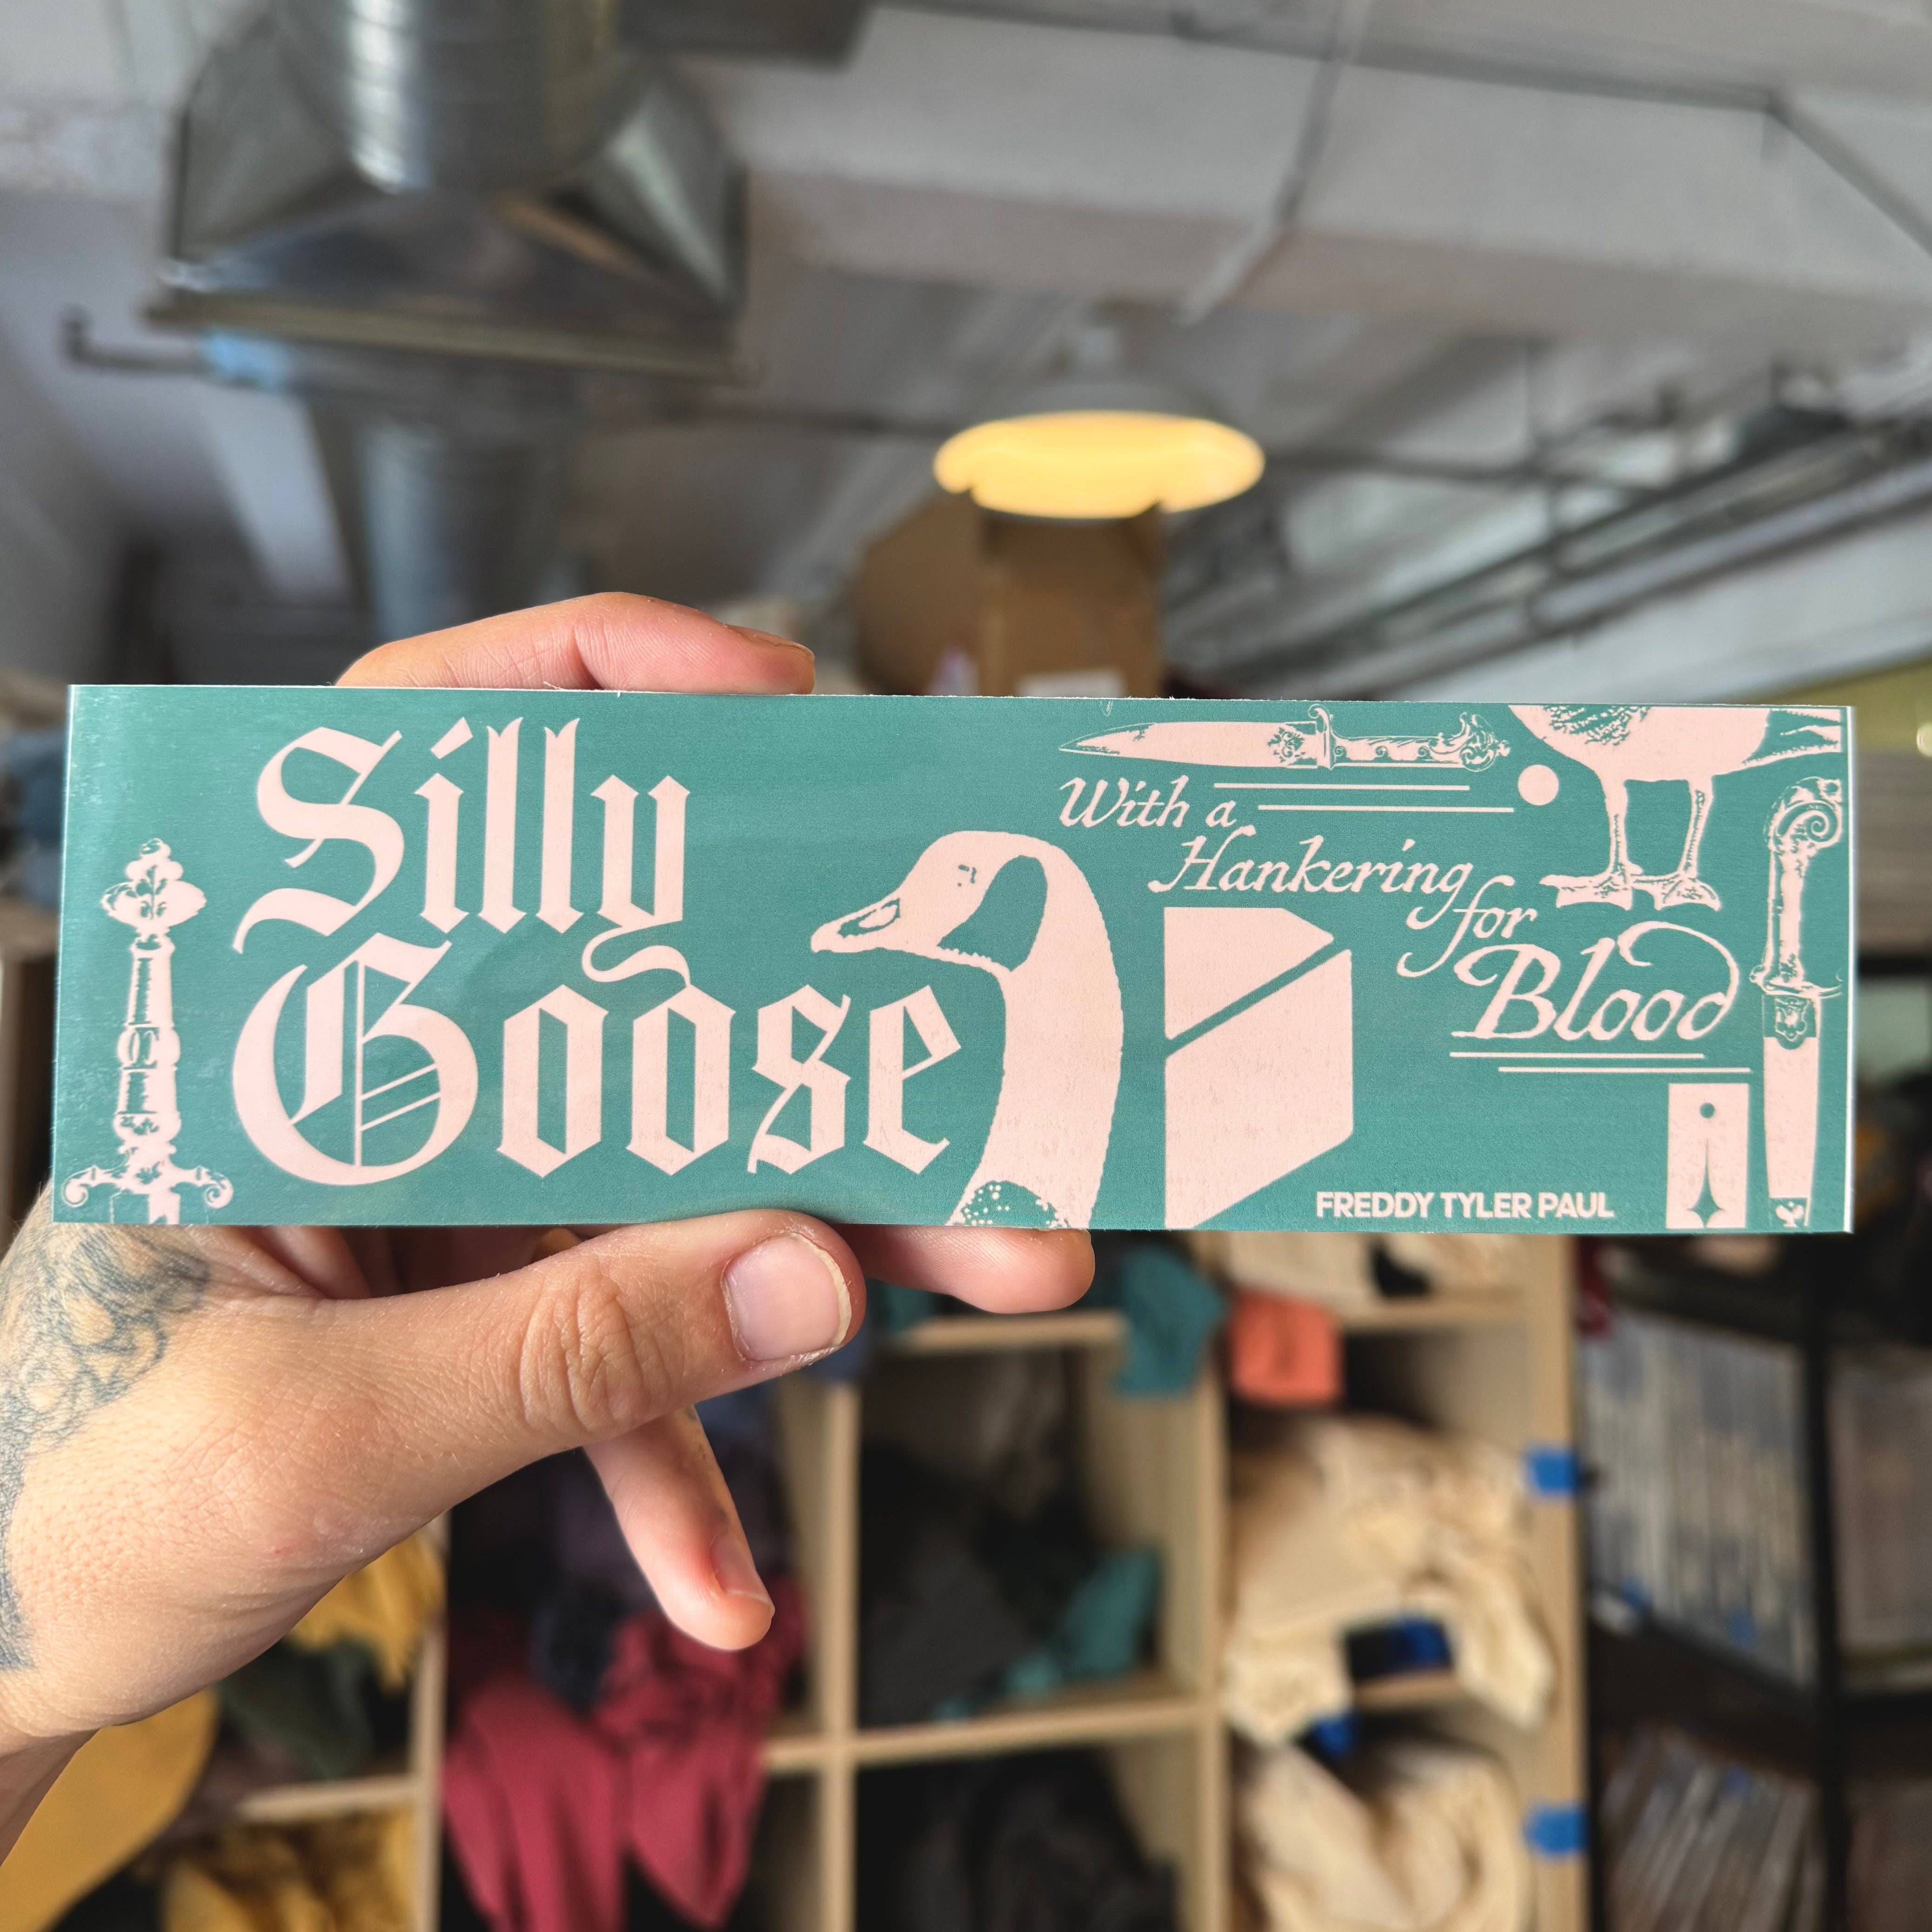 Silly
Goose
With a
Hankering
for
Blood
FREDDY TYLER PAUL